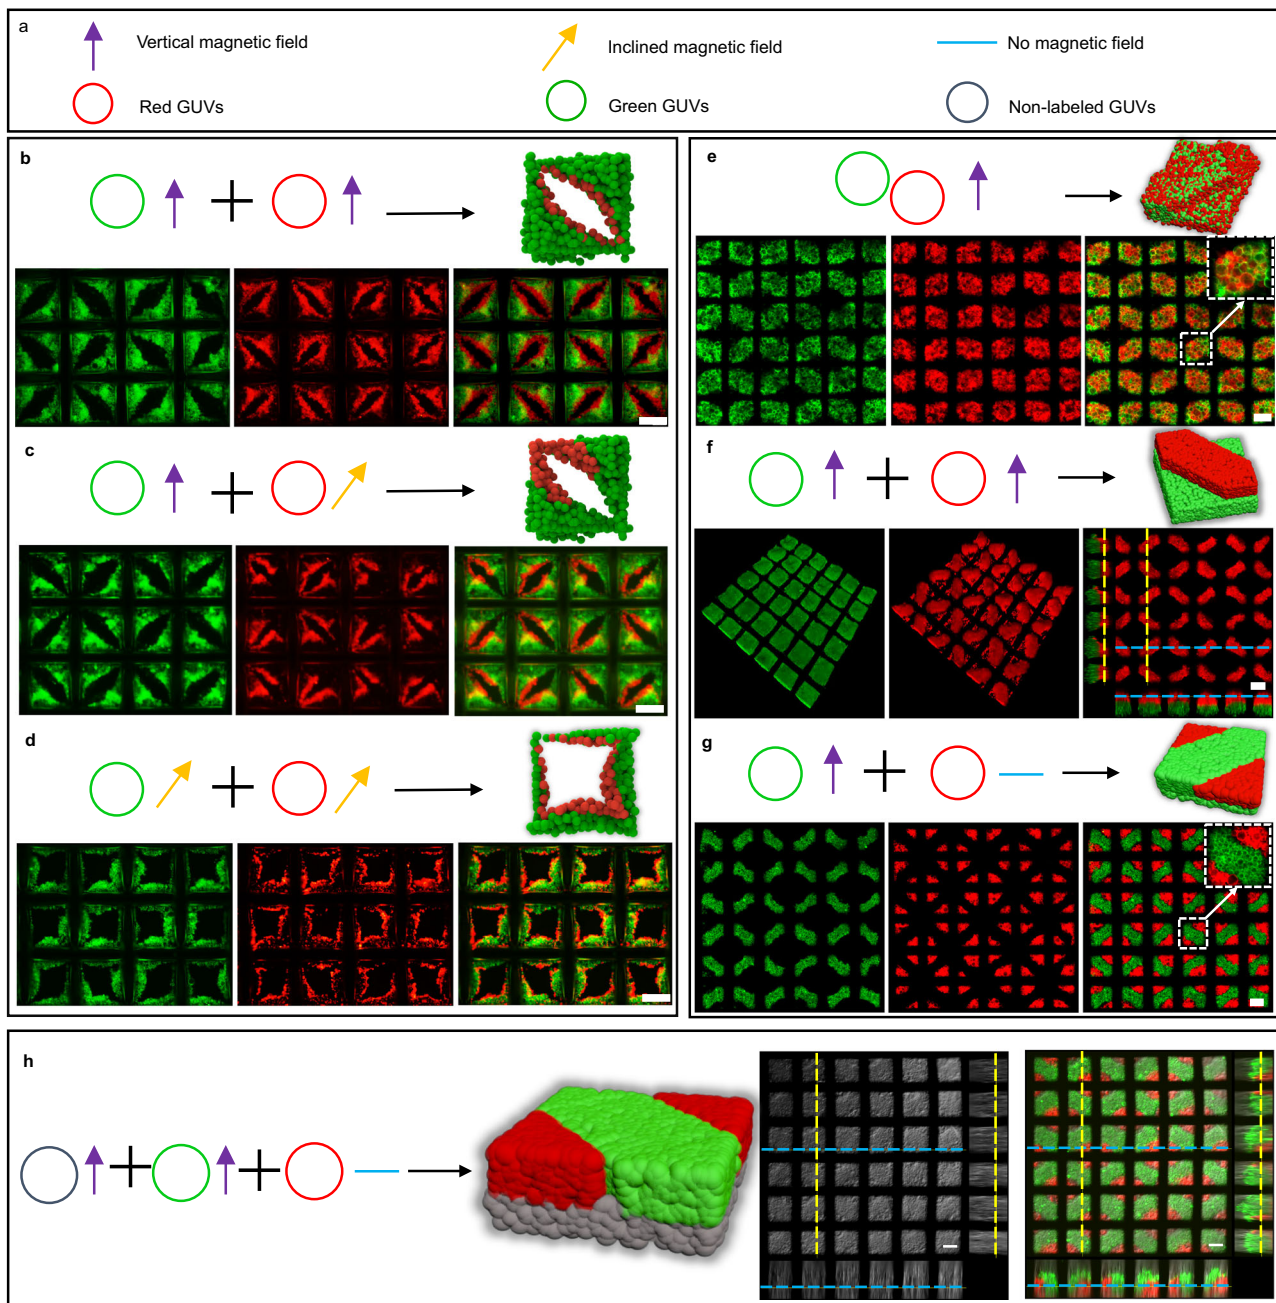 a
Vertical magnetic field
Inclined magnetic field
No magnetic field
Red GUVs
Green GUVs
Non-labeled GUVs
b
c
d
e
f
g
h